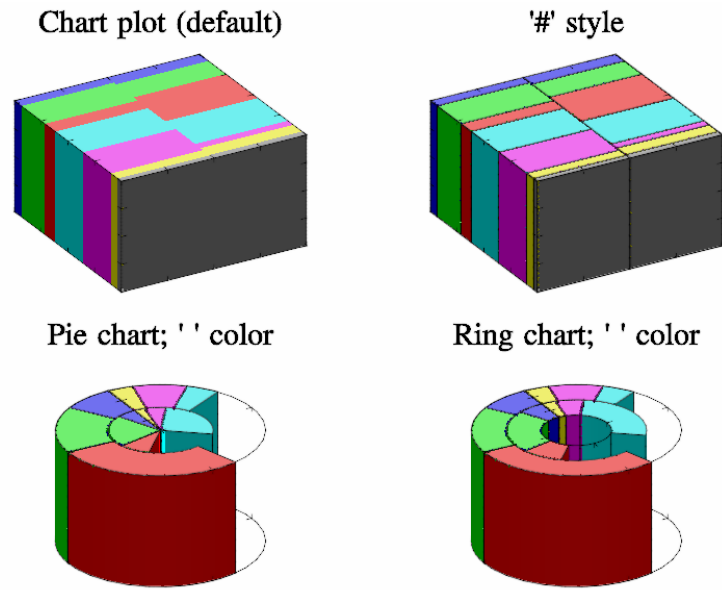 Chart plot (default)
'#' style
Pie chart; ' ' color
Ring chart; ' ' color